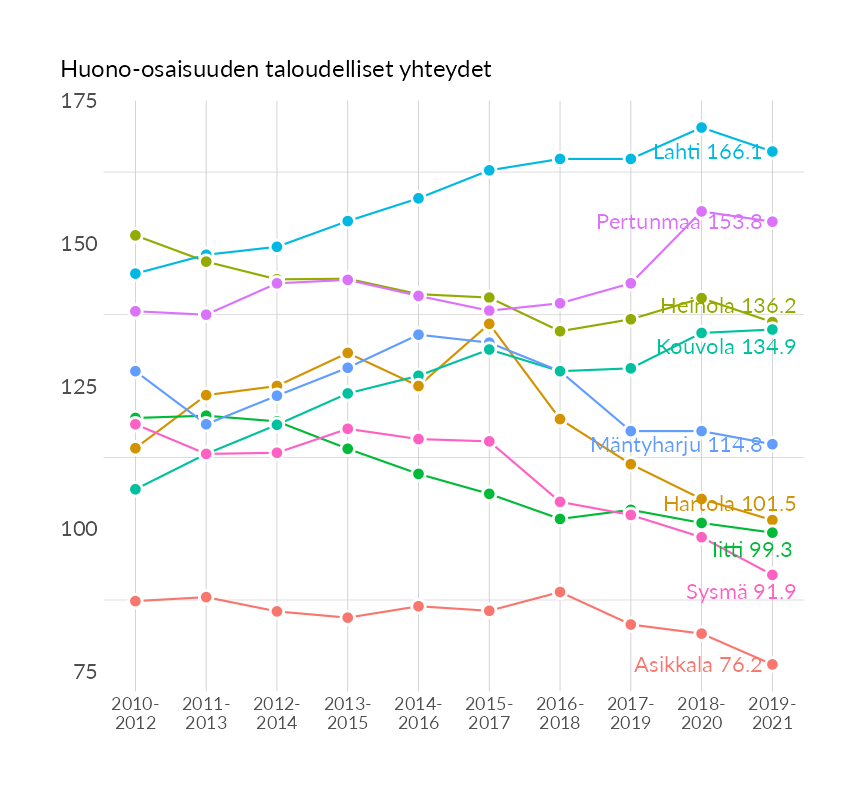 Huono-osaisuuden taloudelliset yhteydet
175
150
125
100
75
Lahti 166.1
Pertunmaa 153.8
Heinola 136.2
Kouvola 134.9
Mäntyharju 114.8
Hartola 101.5
Iitti 99.3
Sysmä 91.9
Asikkala 76.2
2010- 2011- 2012- 2013- 2014- 2015- 2016- 2017- 2018- 2019-
2012 2013 2014 2015 2016 2017 2018 2019 2020 2021